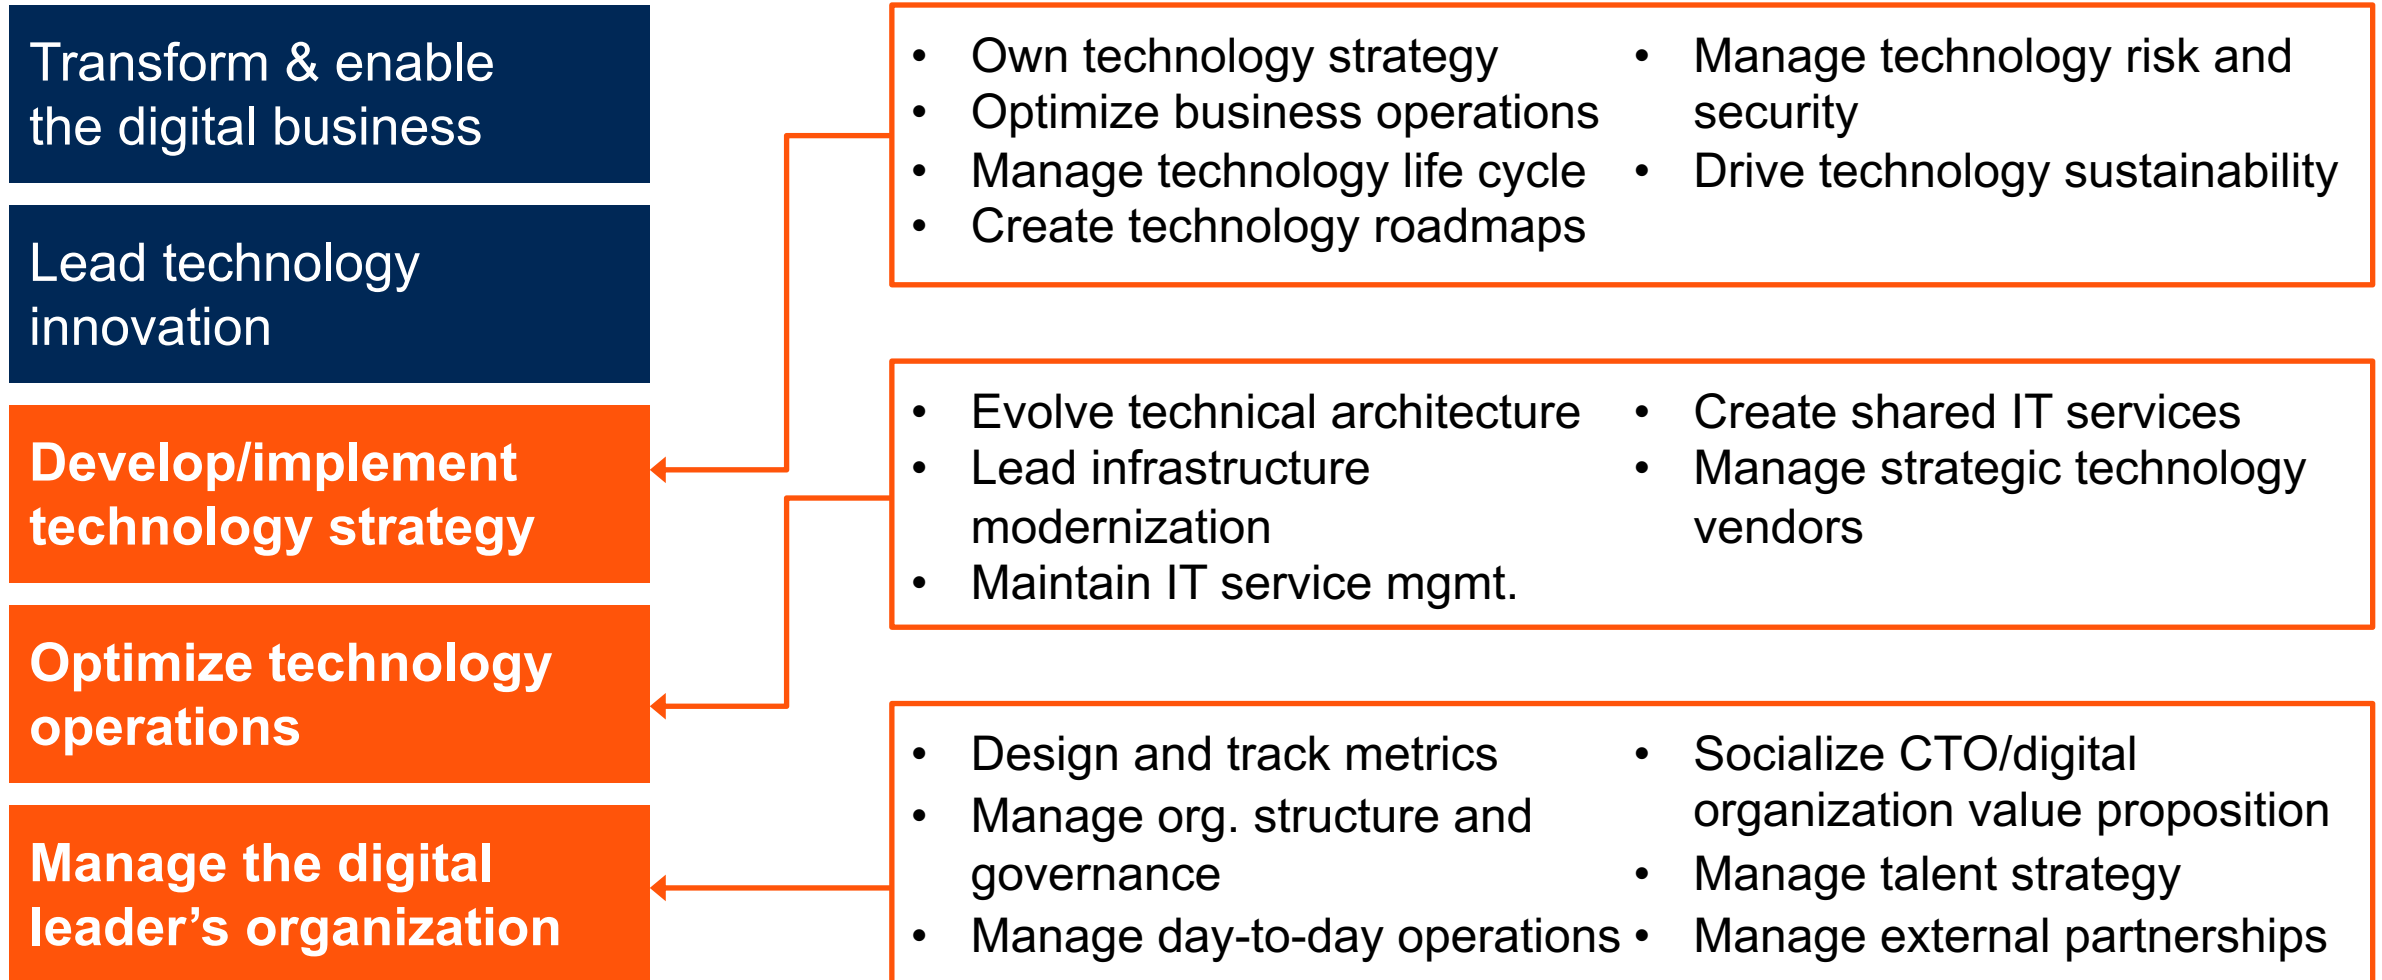 Transform & enable
the digital business
Lead technology
innovation
Develop/implement
technology strategy
Optimize technology
operations
Manage the digital
leader’s organization
• Own technology strategy
• Optimize business operations
• Manage technology life cycle
• Create technology roadmaps
• Manage technology risk and
security
• Drive technology sustainability
• Evolve technical architecture
• Lead infrastructure
modernization
• Maintain IT service mgmt.
• Create shared IT services
• Manage strategic technology
vendors
• Design and track metrics
• Manage org. structure and
governance
• Manage day-to-day operations
• Socialize CTO/digital
organization value proposition
• Manage talent strategy
• Manage external partnerships